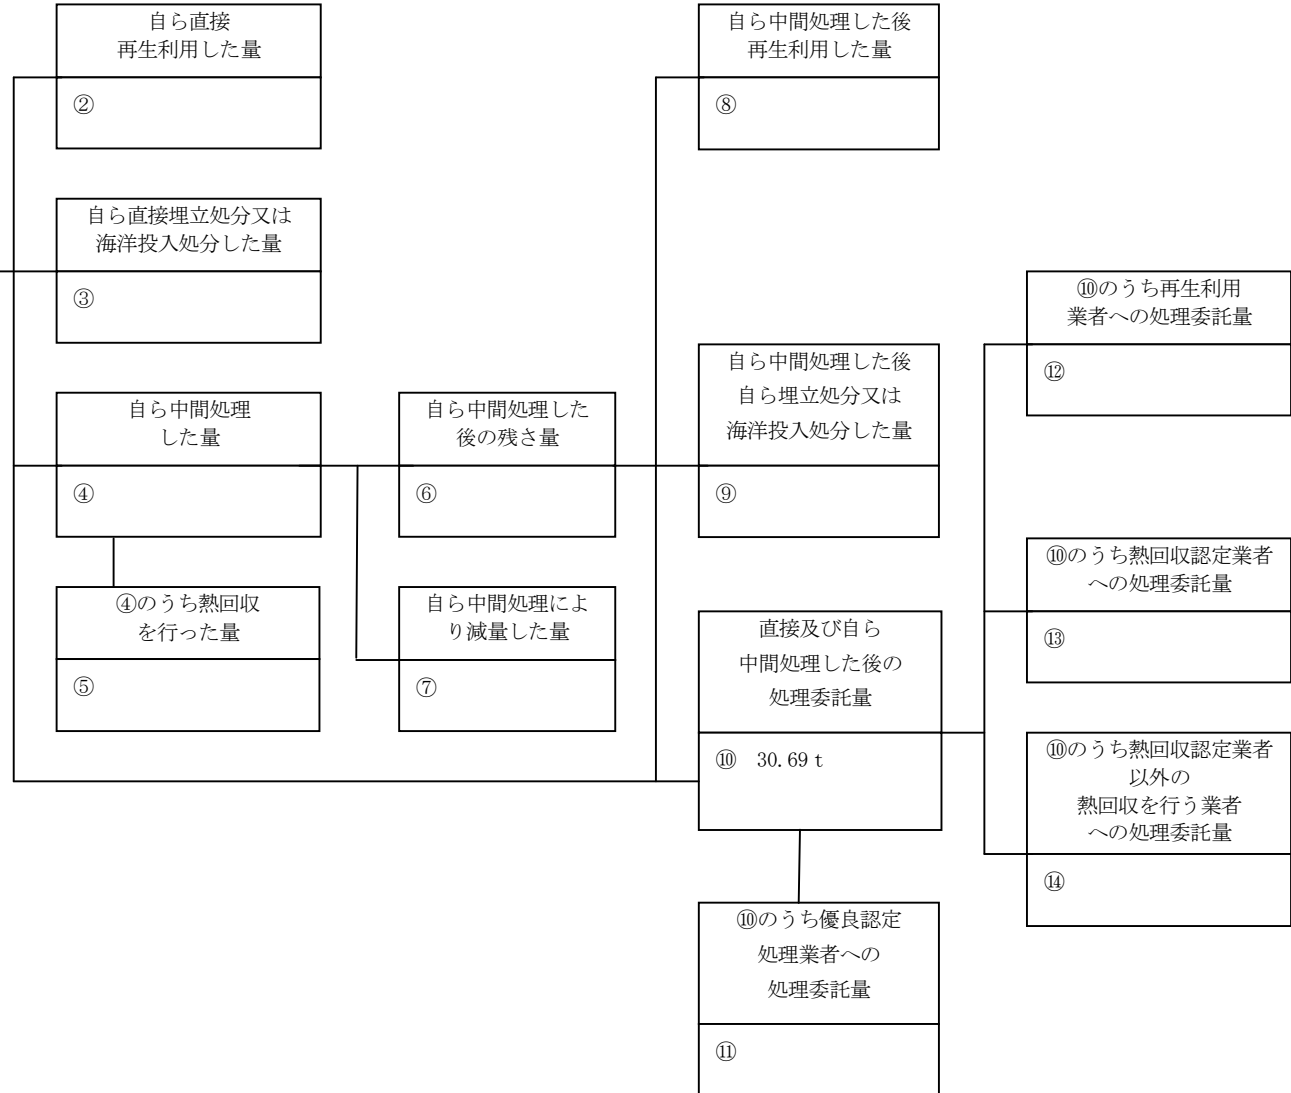 自ら直接
再生利用した量
②
自ら直接埋立処分又は
海洋投入処分した量
③
自ら中間処理
した量
④
④のうち熱回収
を行った量
⑤
自ら中間処理した
後の残さ量
⑥
自ら中間処理によ
り減量した量
⑦
自ら中間処理した後
再生利用した量
⑧
自ら中間処理した後
自ら埋立処分又は
海洋投入処分した量
⑨
直接及び自ら
中間処理した後の
処理委託量
⑩ 30.69ｔ
⑩のうち優良認定
処理業者への
処理委託量
⑪
⑩のうち再生利用
業者への処理委託量
⑫
⑩のうち熱回収認定業者
への処理委託量
⑬
⑩のうち熱回収認定業者
以外の
熱回収を行う業者
への処理委託量
⑭